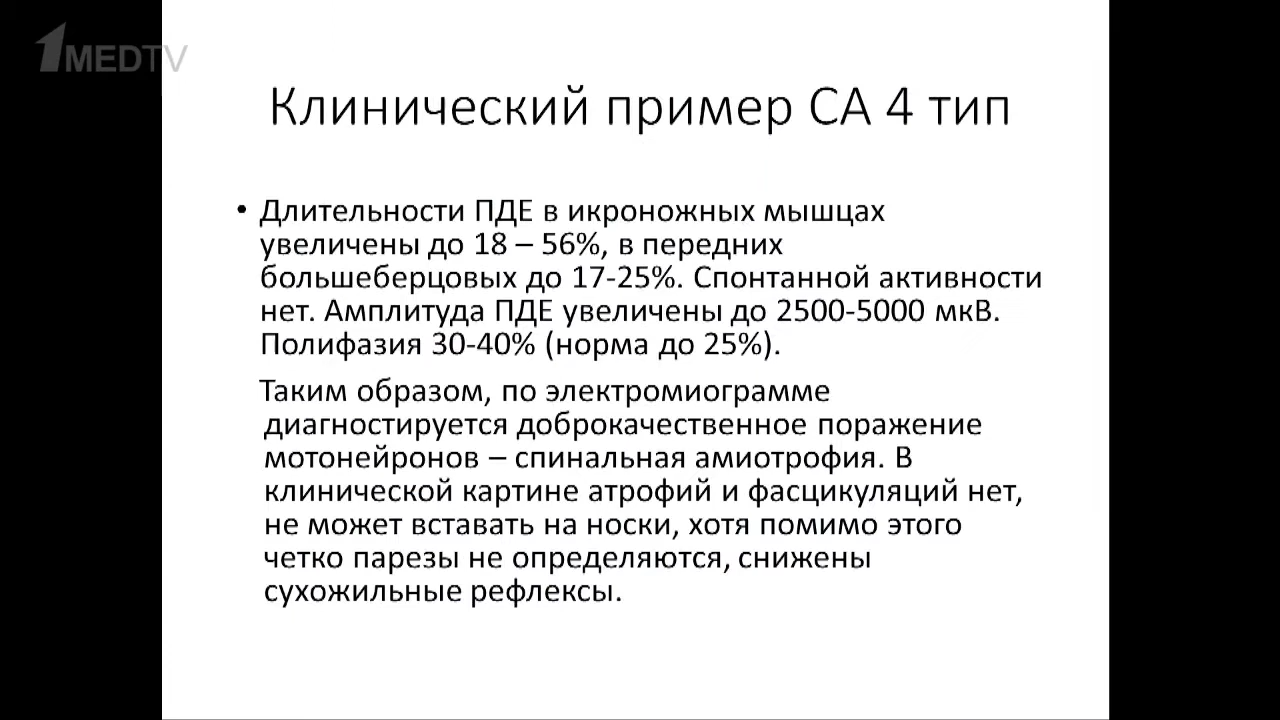 1MEDTV
Клинический пример СА 4 тип
• Длительности ПДЕ в икроножных мышцах
увеличены до 18 – 56%, в передних
большеберцовых до 17-25%. Спонтанной активности
нет. Амплитуда ПДЕ увеличены до 2500-5000 мкВ.
Полифазия 30-40% (норма до 25%).
Таким образом, по электромиограмме
диагностируется доброкачественное поражение
мотонейронов – спинальная амиотрофия. В
клинической картине атрофий и фасцикуляций нет,
не может вставать на носки, хотя помимо этого
четко парезы не определяются, снижены
сухожильные рефлексы.